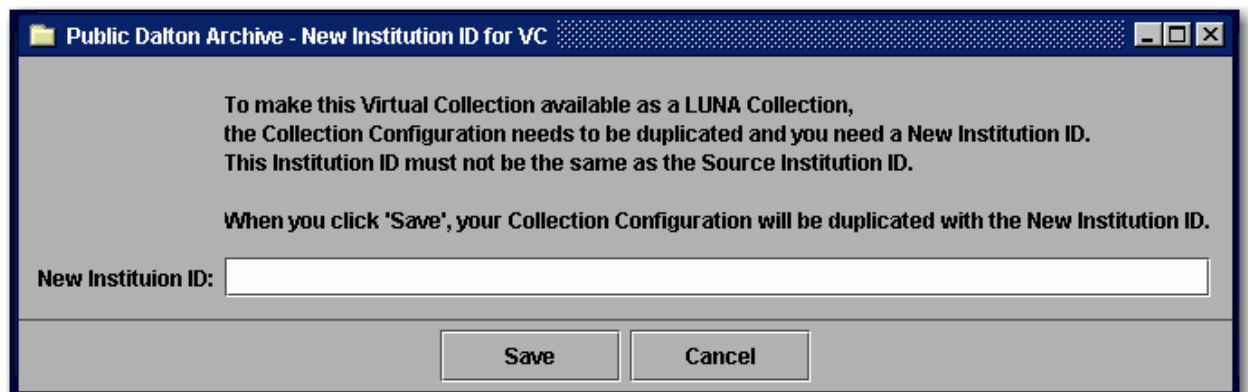 Public Dalton Archive - New Institution ID for VC
To make this Virtual Collection available as a LUNA Collection,
the Collection Configuration needs to be duplicated and you need a New Institution ID.
This Institution ID must not be the same as the Source Institution ID.
When you click 'Save', your Collection Configuration will be duplicated with the New Institution ID.
New Instituion ID:
Save Cancel